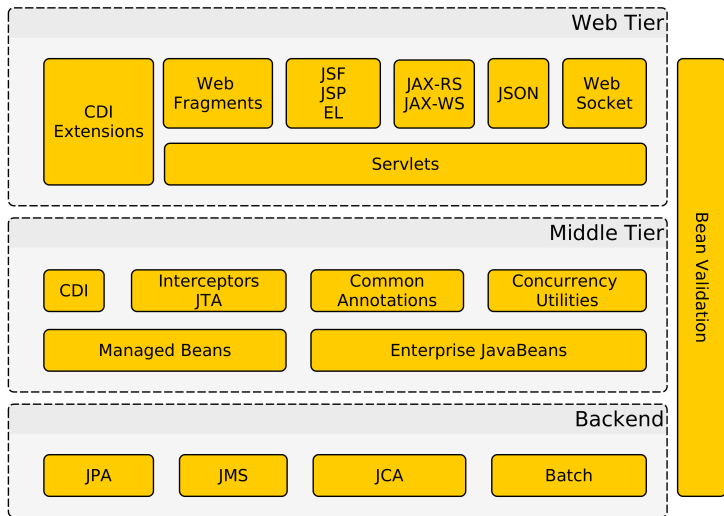 Web Tier
CDI
Extensions
Web
Fragments
JSF
JSP
EL
JAX-RS
JAX-WS
JSON
Web
Socket
Servlets
Middle Tier
CDI
Interceptors
JTA
Common
Annotations
Concurrency
Utilities
Managed Beans
Enterprise JavaBeans
Backend
JPA
JMS
JCA
Batch
Bean Validation